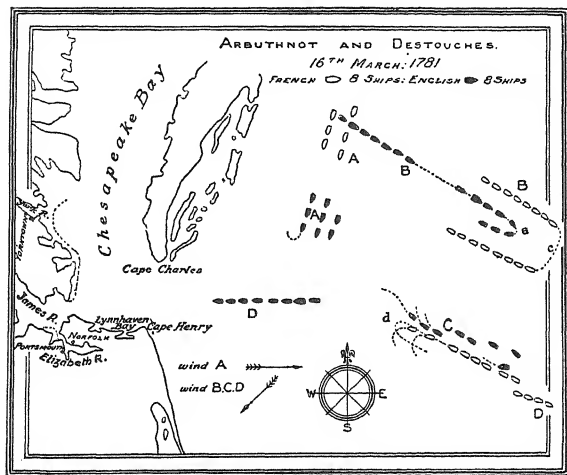 ARBUTHNOT AND DESTOUCHES.
16TH MARCH: 1781
FRENCH 8 SHIPS: ENGLISH 8 SHIPS
Chesapeake Bay
A
B
B
A
a
c
YORKTOWN
Cape Charles
James R.
Lynnhaven
Bay
Cape Henry
NORFOLK
PORTSMOUTH
Elizabeth R.
D
d
C
D
wind A
wind B,C,D
N
W
E
S